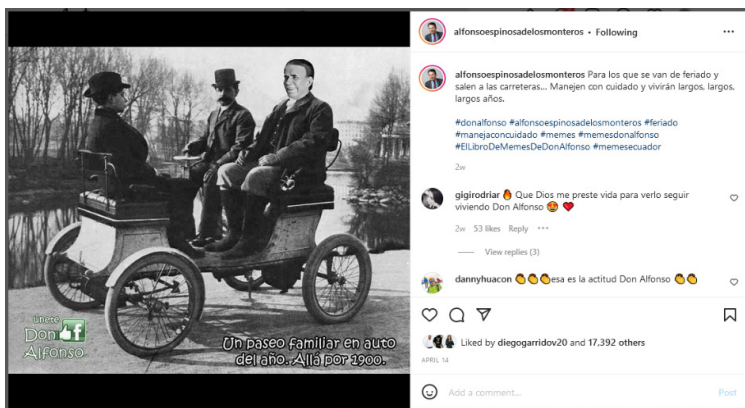 Únete
Don
Alfonso
Un paseo familiar en auto
del año.. Allá por 1900.
alfonsoespinosadelosmonteros • Following
alfonsoespinosadelosmonteros Para los que se van de feriado y
salen a las carreteras... Manejen con cuidado y vivirán largos, largos,
largos años.
#donalfonso #alfonsoespinosadelosmonteros #feriado
#manejaconcuidado #memes #memesdonalfonso
#ElLibroDeMemesDeDonAlfonso #memesecuador
2w
gigirodriar 🔥 Que Dios me preste vida para verlo seguir
viviendo Don Alfonso 😍 ❤️
2w 53 likes Reply •••
View replies (3)
dannyhuacon 👏👏👏esa es la actitud Don Alfonso 👏👏
Liked by diegogarridov20 and 17,392 others
APRIL 14
Add a comment...
Post